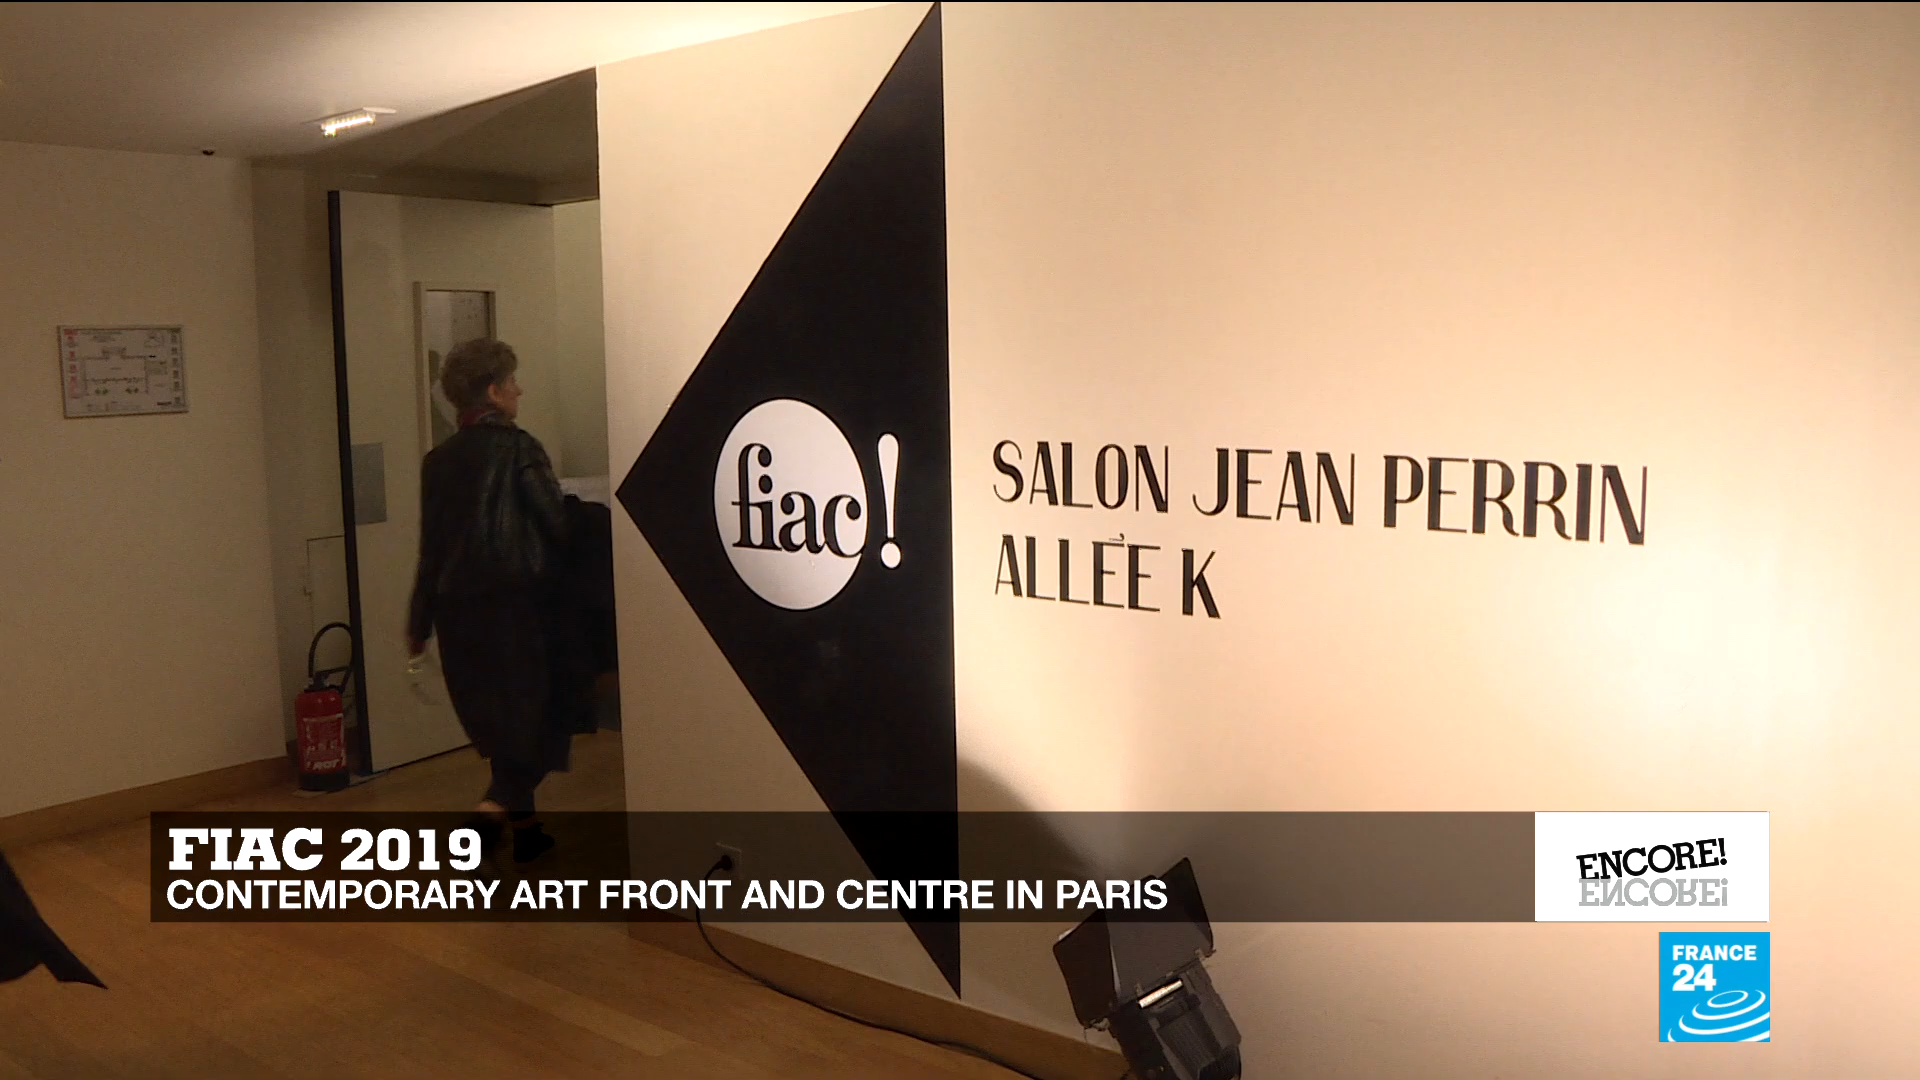 fiac!
SALON JEAN PERRIN
ALLÉE K
FIAC 2019
CONTEMPORARY ART FRONT AND CENTRE IN PARIS
ENCORE!
ENCORE!
FRANCE
24